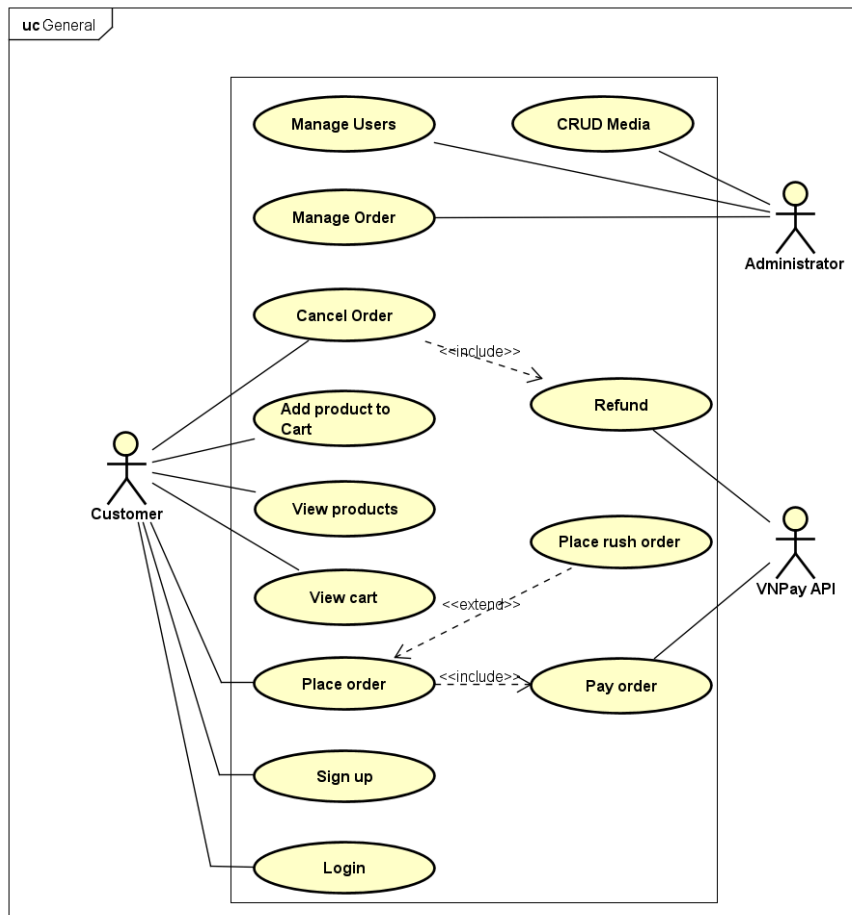 uc General
Manage Users
CRUD Media
Manage Order
Administrator
Cancel Order
<<include>>
Refund
Add product to
Cart
Customer
View products
Place rush order
VNPay API
View cart
<<extend>>
Place order
<<include>>
Pay order
Sign up
Login